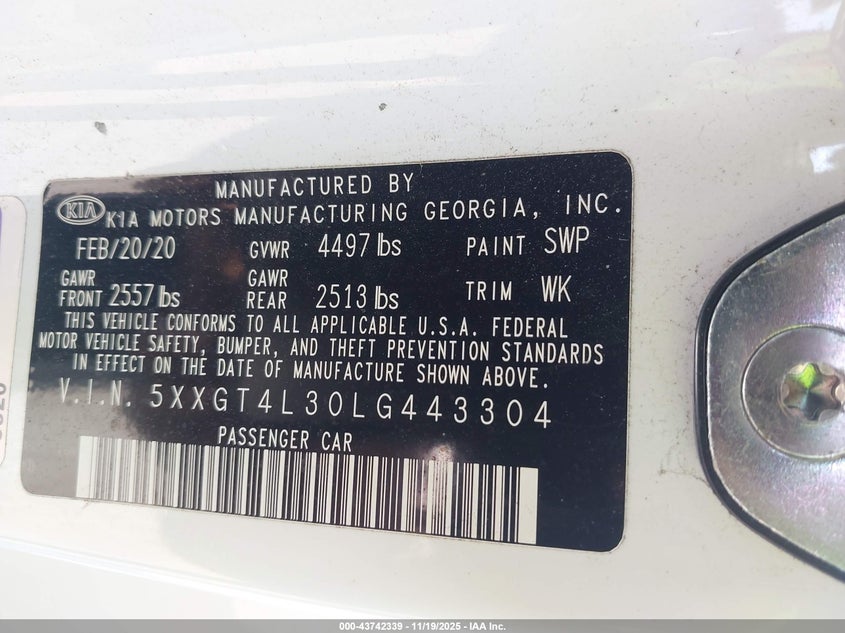 MANUFACTURED BY
KIA KIA MOTORS MANUFACTURING GEORGIA, INC.
FEB/20/20 GVWR 4497 lbs PAINT SWP
GAWR FRONT 2557 lbs GAWR REAR 2513 lbs TRIM WK
THIS VEHICLE CONFORMS TO ALL APPLICABLE U.S.A. FEDERAL
MOTOR VEHICLE SAFETY, BUMPER, AND THEFT PREVENTION STANDARDS
IN EFFECT ON THE DATE OF MANUFACTURE SHOWN ABOVE.
V.I.N. 5XXGT4L30LG443304
PASSENGER CAR
000-43742339 - 11/19/2025 - IAA Inc.